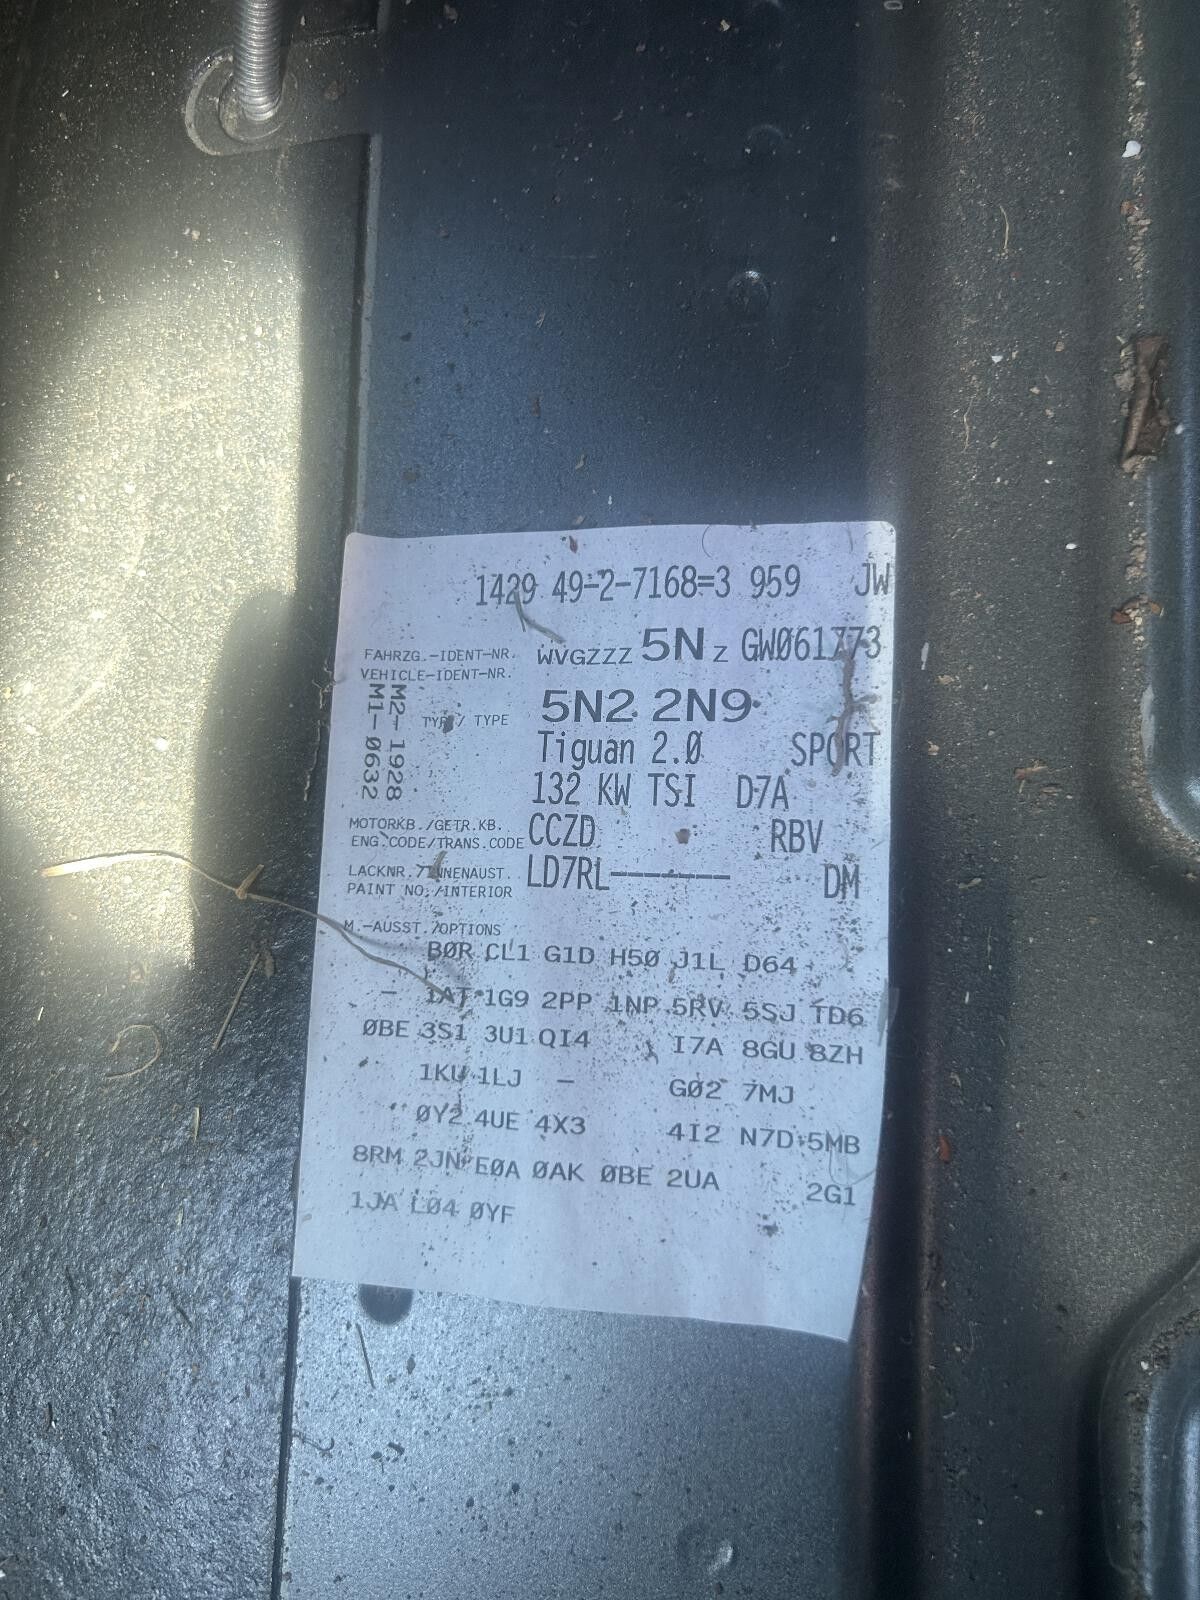 1429 49-2-7168=3 959 JW
FAHRZG.-IDENT-NR. WVGZZZ 5N Z GWØ61773
VEHICLE-IDENT-NR.
M2- 1928
M1- 0632
TYP / TYPE 5N2 2N9
Tiguan 2.Ø SPORT
132 KW TSI D7A
MOTORKB./GETR.KB. CCZD RBV
ENG.CODE/TRANS.CODE
LACKNR./INNENAUST. LD7RL------- DM
PAINT NO./INTERIOR
M.-AUSST./OPTIONS
BØR CL1 G1D H5Ø J1L D64
- 1AT 1G9 2PP 1NP 5RV 5SJ TD6
ØBE 3S1 3U1 QI4 I7A 8GU 8ZH
1KU 1LJ - GØ2 7MJ
ØY2 4UE 4X3 4I2 N7D 5MB
8RM 2JN EØA ØAK ØBE 2UA 2G1
1JA LØ4 ØYF